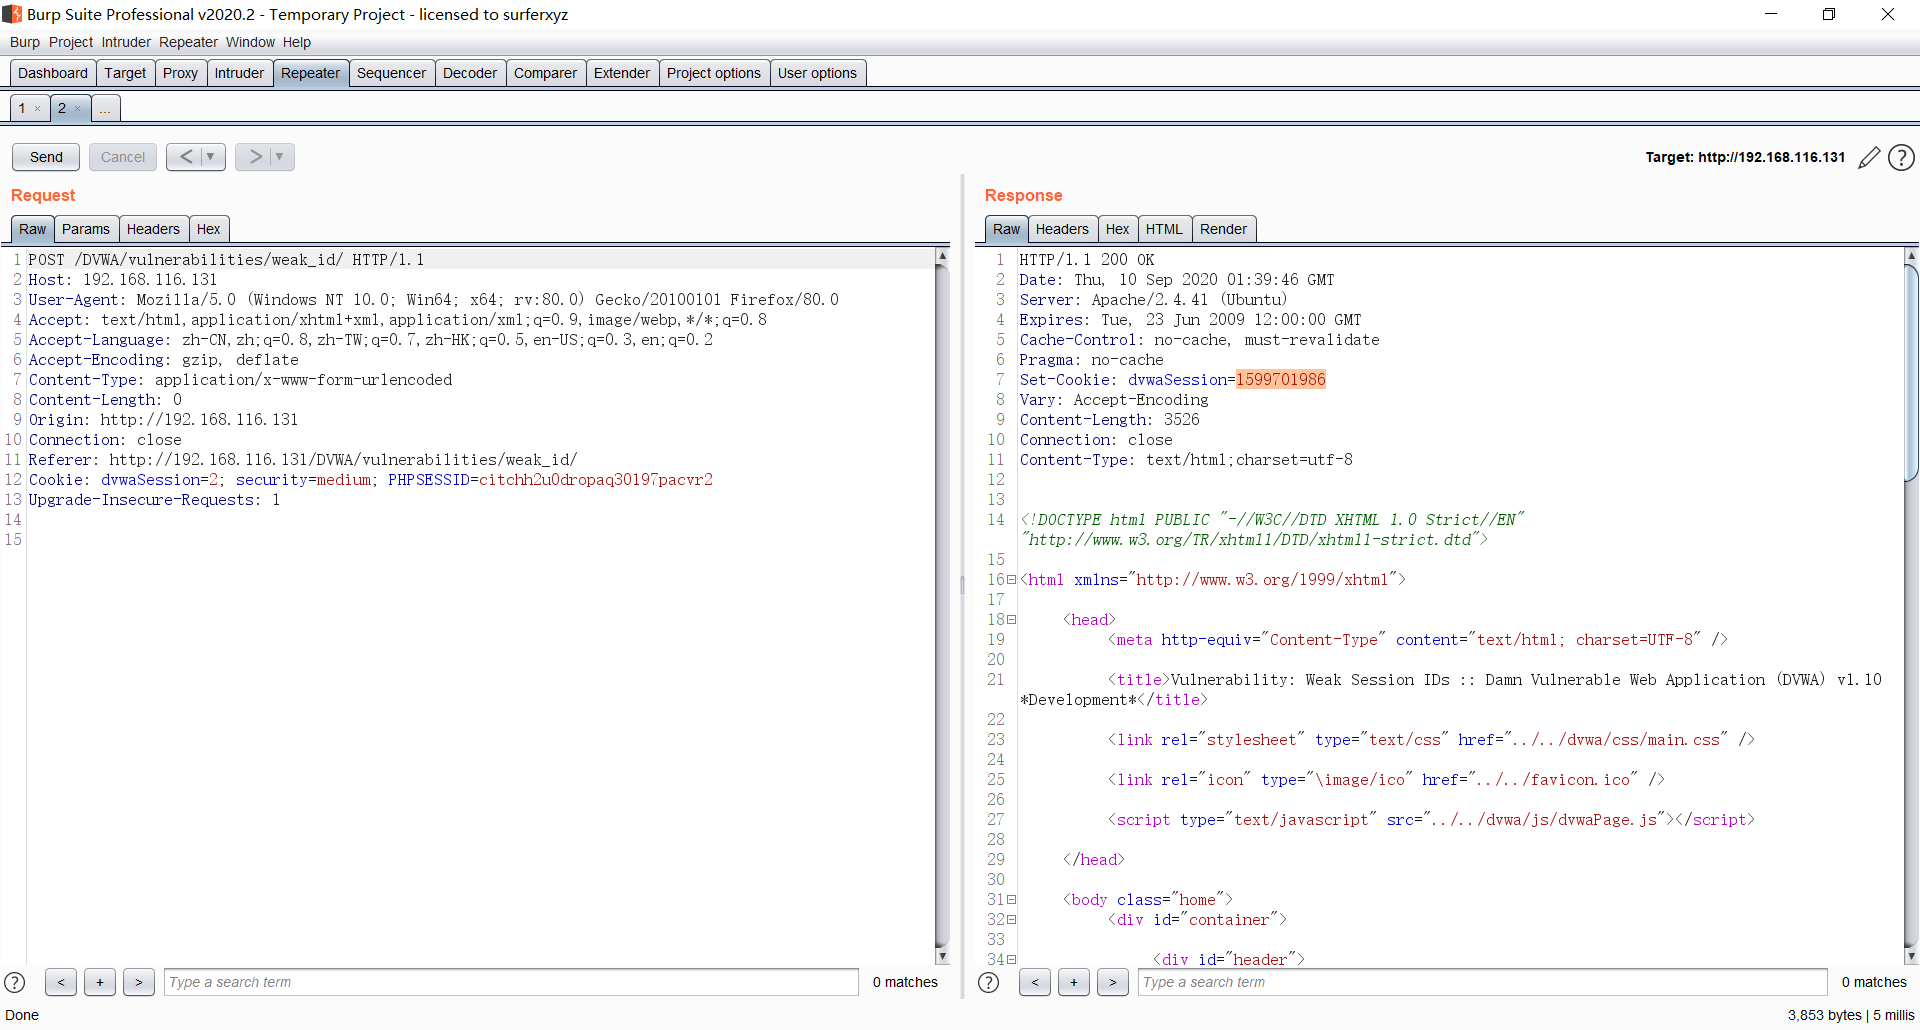 Burp Suite Professional v2020.2 - Temporary Project - licensed to surferxyz
Burp Project Intruder Repeater Window Help
Dashboard Target Proxy Intruder Repeater Sequencer Decoder Comparer Extender Project options User options
1 × 2 × ...
Send Cancel < ▼ > ▼ Target: http://192.168.116.131 ?
Request
Raw Params Headers Hex
1 POST /DVWA/vulnerabilities/weak_id/ HTTP/1.1
2 Host: 192.168.116.131
3 User-Agent: Mozilla/5.0 (Windows NT 10.0; Win64; x64; rv:80.0) Gecko/20100101 Firefox/80.0
4 Accept: text/html,application/xhtml+xml,application/xml;q=0.9,image/webp,*/*;q=0.8
5 Accept-Language: zh-CN,zh;q=0.8,zh-TW;q=0.7,zh-HK;q=0.5,en-US;q=0.3,en;q=0.2
6 Accept-Encoding: gzip, deflate
7 Content-Type: application/x-www-form-urlencoded
8 Content-Length: 0
9 Origin: http://192.168.116.131
10 Connection: close
11 Referer: http://192.168.116.131/DVWA/vulnerabilities/weak_id/
12 Cookie: dvwaSession=2; security=medium; PHPSESSID=citchh2u0dropaq30197pacvr2
13 Upgrade-Insecure-Requests: 1
14
15
? < + > Type a search term 0 matches
Response
Raw Headers Hex HTML Render
1 HTTP/1.1 200 OK
2 Date: Thu, 10 Sep 2020 01:39:46 GMT
3 Server: Apache/2.4.41 (Ubuntu)
4 Expires: Tue, 23 Jun 2009 12:00:00 GMT
5 Cache-Control: no-cache, must-revalidate
6 Pragma: no-cache
7 Set-Cookie: dvwaSession=1599701986
8 Vary: Accept-Encoding
9 Content-Length: 3526
10 Connection: close
11 Content-Type: text/html;charset=utf-8
12
13
14 <!DOCTYPE html PUBLIC "-//W3C//DTD XHTML 1.0 Strict//EN"
"http://www.w3.org/TR/xhtml1/DTD/xhtml1-strict.dtd">
15
16 <html xmlns="http://www.w3.org/1999/xhtml">
17
18 <head>
19 <meta http-equiv="Content-Type" content="text/html; charset=UTF-8" />
20
21 <title>Vulnerability: Weak Session IDs :: Damn Vulnerable Web Application (DVWA) v1.10
*Development*</title>
22
23 <link rel="stylesheet" type="text/css" href="../../dvwa/css/main.css" />
24
25 <link rel="icon" type="\image/ico" href="../../favicon.ico" />
26
27 <script type="text/javascript" src="../../dvwa/js/dvwaPage.js"></script>
28
29 </head>
30
31 <body class="home">
32 <div id="container">
33
34 <div id="header">
? < + > Type a search term 0 matches
Done 3,853 bytes | 5 millis